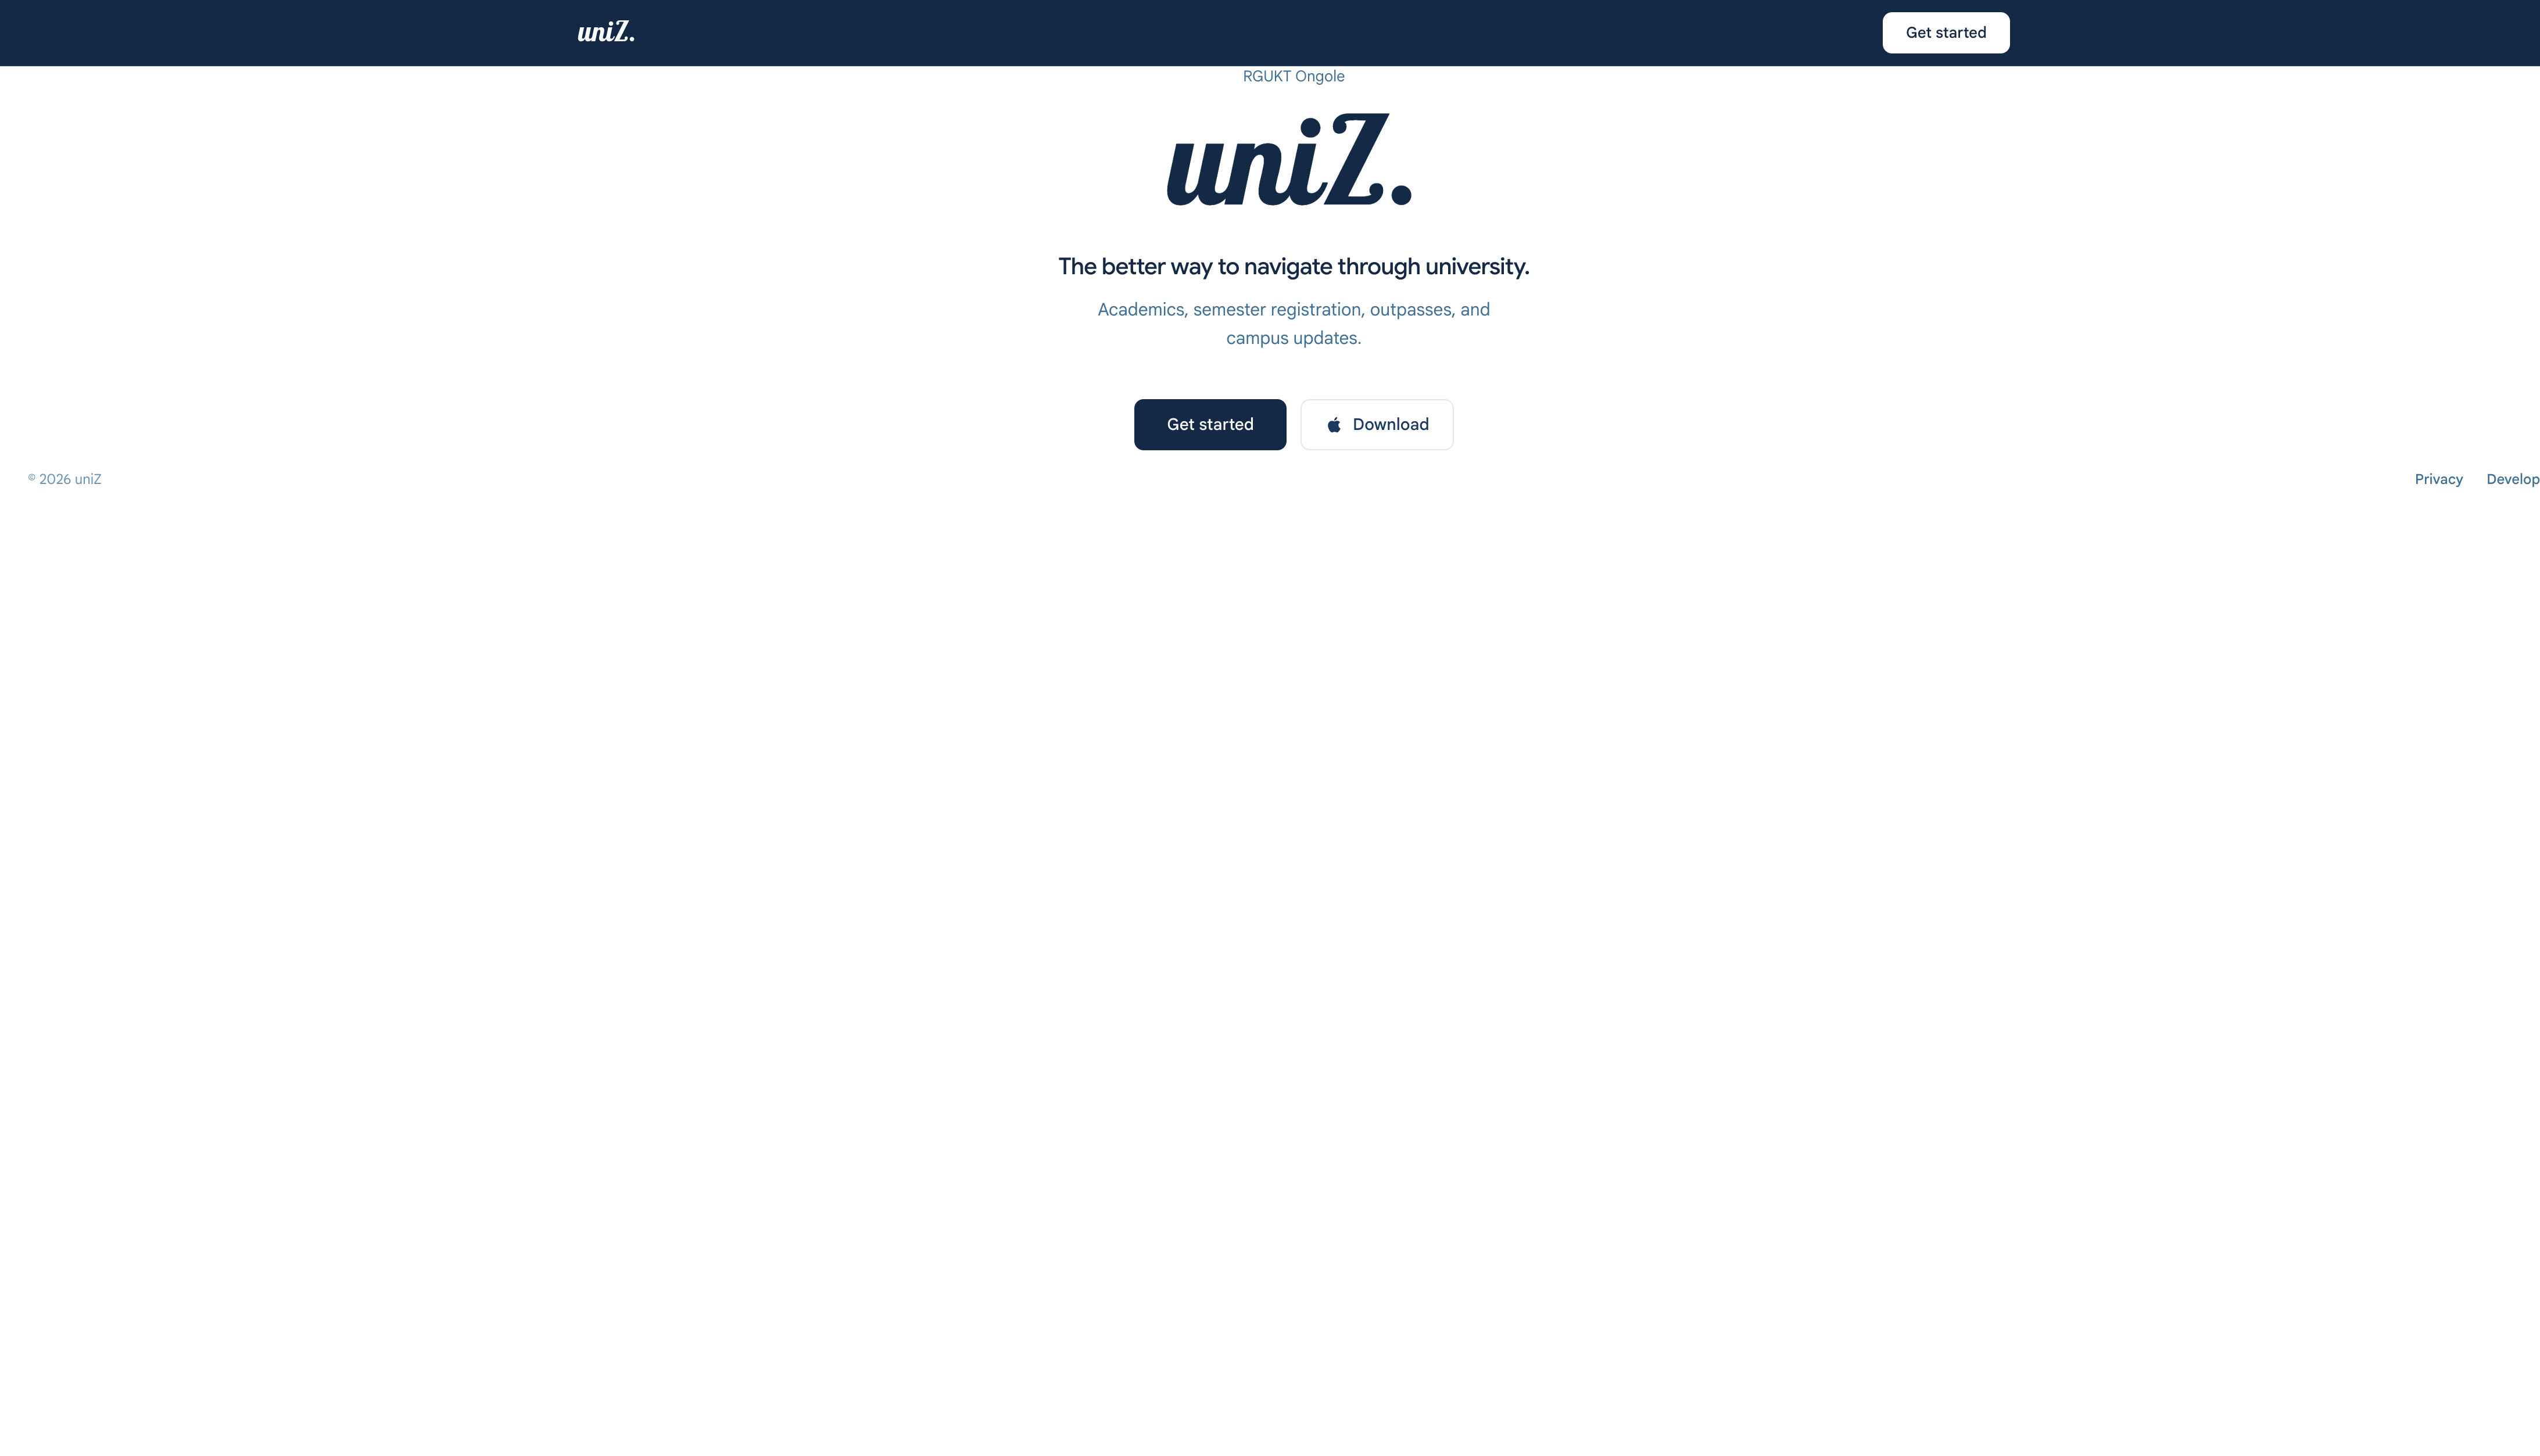 uniZ.
Get started
RGUKT Ongole
uniZ.
The better way to navigate through university.
Academics, semester registration, outpasses, and
campus updates.
Get started
Download
© 2026 uniZ
Privacy
Develop